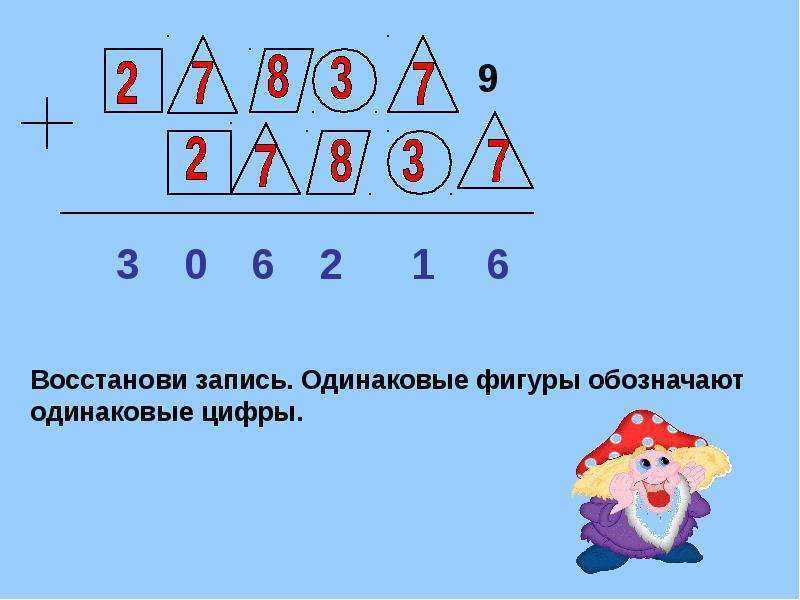 2 7 8 3 7 9
+
2 7 8 3 7
3 0 6 2 1 6
Восстанови запись. Одинаковые фигуры обозначают
одинаковые цифры.